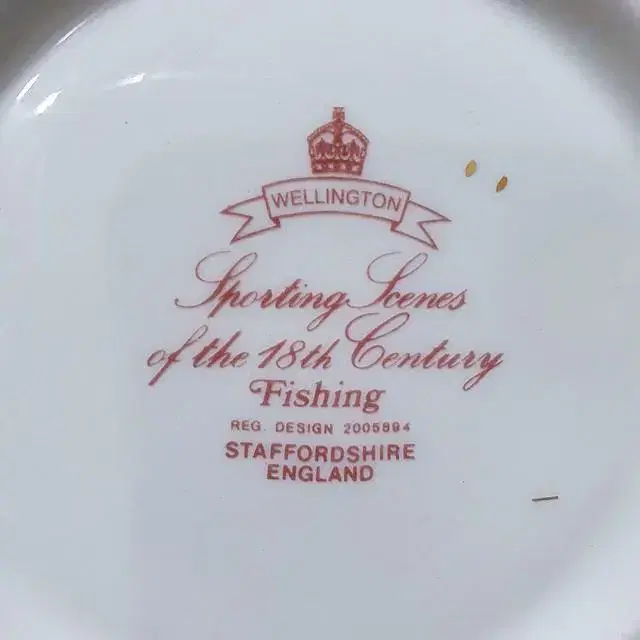 WELLINGTON
Sporting Scenes
of the 18th Century
Fishing
REG. DESIGN 2005894
STAFFORDSHIRE
ENGLAND